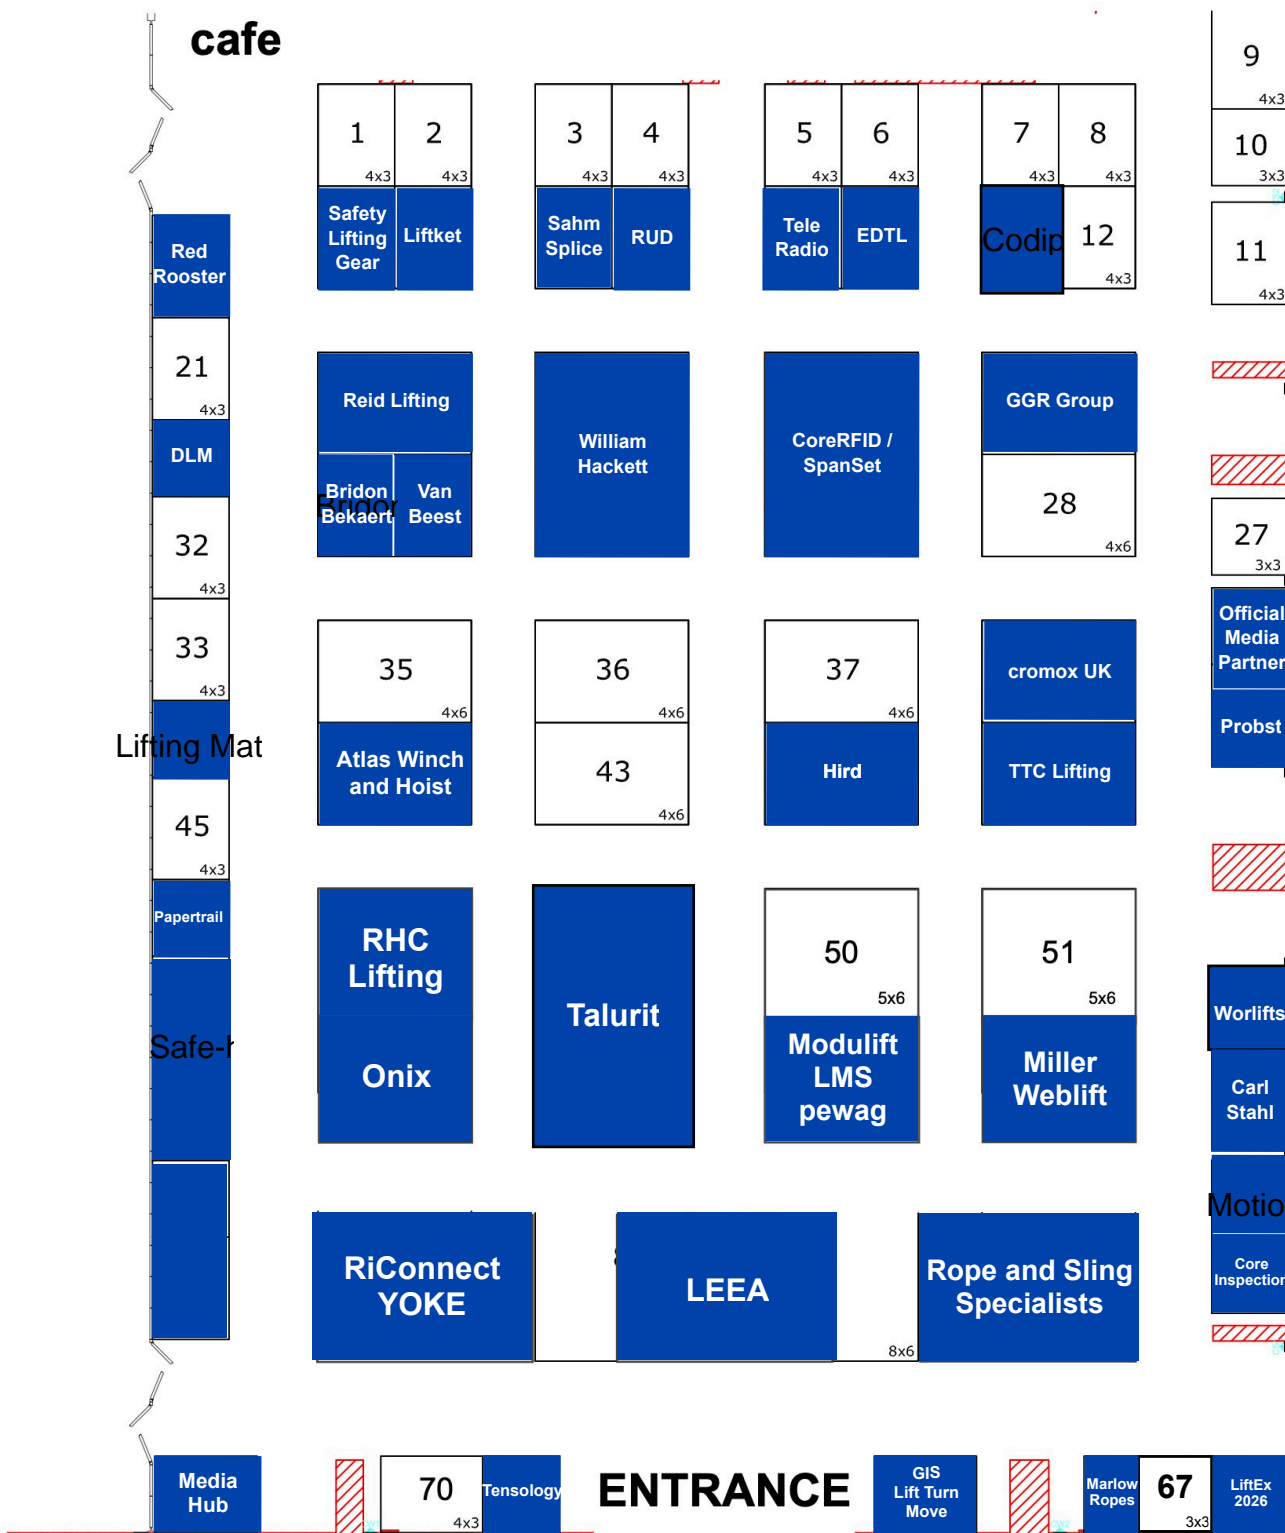 cafe
9
4x3
1
4x3
2
4x3
3
4x3
4
4x3
5
4x3
6
4x3
7
4x3
8
4x3
10
3x3
Safety
Lifting
Gear
Liftket
Sahm
Splice
RUD
Tele
Radio
EDTL
Codip
12
4x3
11
4x3
Red
Rooster
21
4x3
DLM
32
4x3
33
4x3
Lifting Mat
45
4x3
Papertrail
Safe-
Reid Lifting
Bridon
Bekaert
Van
Beest
William
Hackett
CoreRFID /
SpanSet
GGR Group
28
4x6
27
3x3
Official
Media
Partner
Probst
35
4x6
36
4x6
37
4x6
cromox UK
Atlas Winch
and Hoist
43
4x6
Hird
TTC Lifting
RHC
Lifting
Onix
Talurit
50
5x6
51
5x6
Modulift
LMS
pewag
Miller
Weblift
Worlifts
Carl
Stahl
Motio
Core
Inspection
RiConnect
YOKE
LEEA
8x6
Rope and Sling
Specialists
Media
Hub
70
4x3
Tensology
ENTRANCE
GIS
Lift Turn
Move
Marlow
Ropes
67
3x3
LiftEx
2026